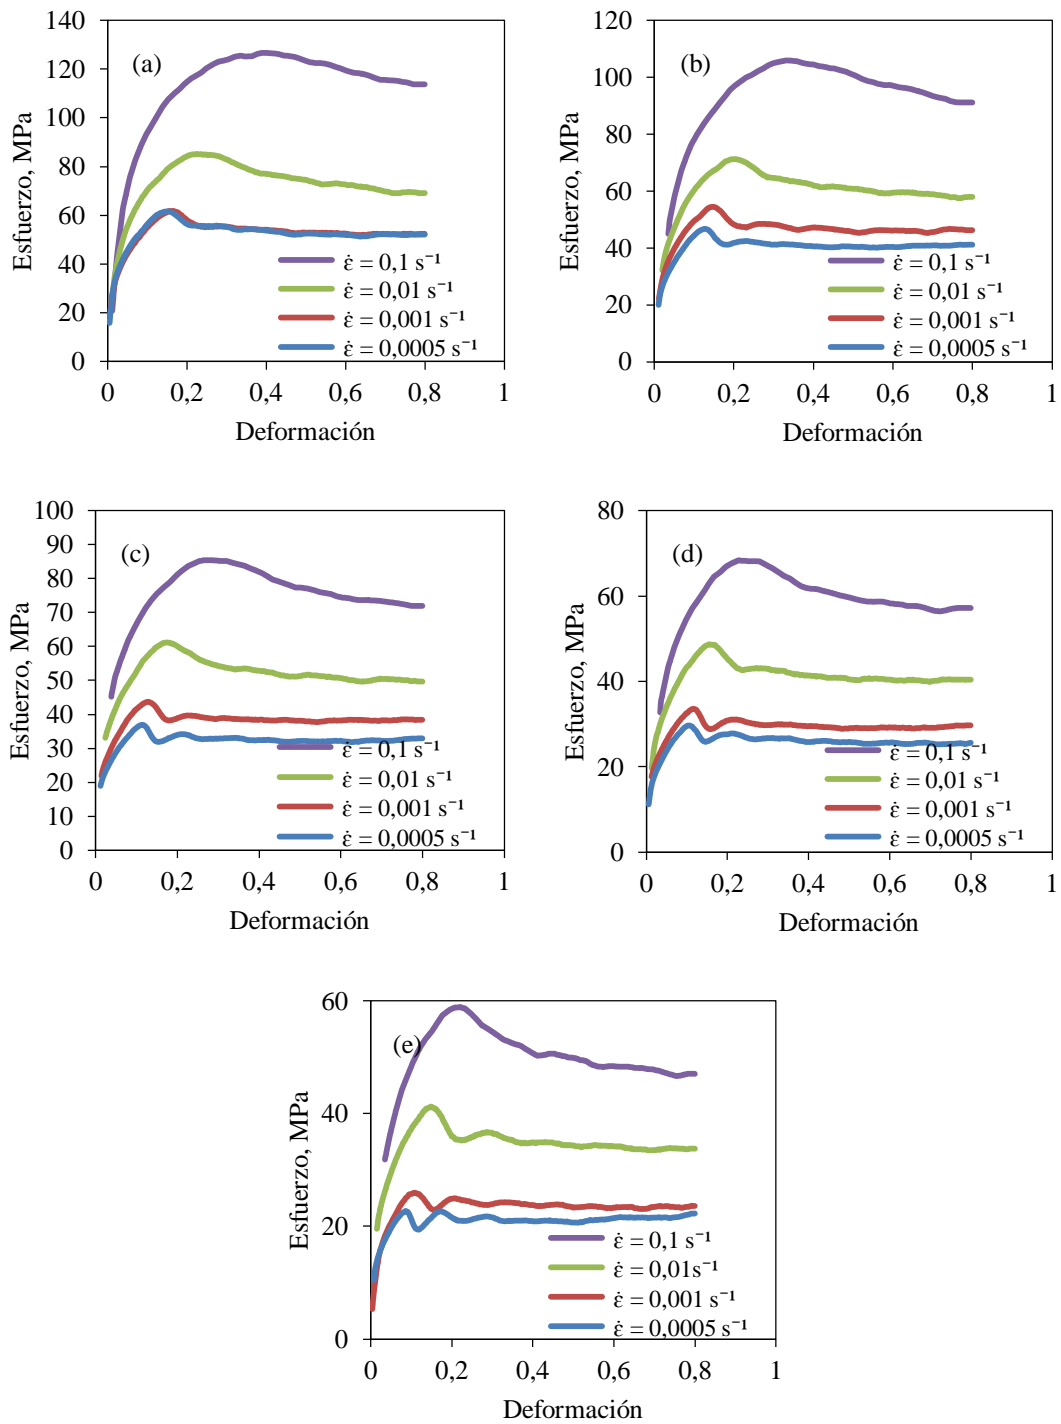 140
120
100
80
60
40
20
0
Esfuerzo, MPa
(a)
ε̇ = 0,1 s⁻¹
ε̇ = 0,01 s⁻¹
ε̇ = 0,001 s⁻¹
ε̇ = 0,0005 s⁻¹
0 0,2 0,4 0,6 0,8 1
Deformación
120
100
80
60
40
20
0
Esfuerzo, MPa
(b)
ε̇ = 0,1 s⁻¹
ε̇ = 0,01 s⁻¹
ε̇ = 0,001 s⁻¹
ε̇ = 0,0005 s⁻¹
0 0,2 0,4 0,6 0,8 1
Deformación
100
90
80
70
60
50
40
30
20
10
0
Esfuerzo, MPa
(c)
ε̇ = 0,1 s⁻¹
ε̇ = 0,01 s⁻¹
ε̇ = 0,001 s⁻¹
ε̇ = 0,0005 s⁻¹
0 0,2 0,4 0,6 0,8 1
Deformación
80
60
40
20
0
Esfuerzo, MPa
(d)
ε̇ = 0,1 s⁻¹
ε̇ = 0,01 s⁻¹
ε̇ = 0,001 s⁻¹
ε̇ = 0,0005 s⁻¹
0 0,2 0,4 0,6 0,8 1
Deformación
60
40
20
0
Esfuerzo, MPa
(e)
ε̇ = 0,1 s⁻¹
ε̇ = 0,01s⁻¹
ε̇ = 0,001 s⁻¹
ε̇ = 0,0005 s⁻¹
0 0,2 0,4 0,6 0,8 1
Deformación